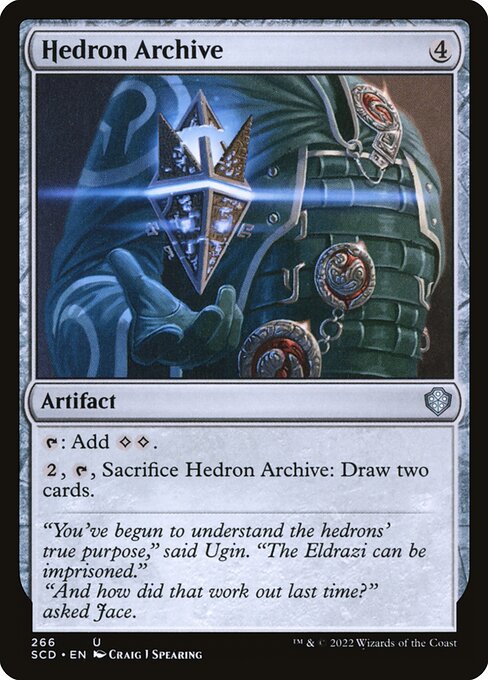 Hedron Archive 4
Artifact
: Add .
2, , Sacrifice Hedron Archive: Draw two
cards.
“You’ve begun to understand the hedrons’
true purpose,” said Ugin. “The Eldrazi can be
imprisoned.”
“And how did that work out last time?”
asked Jace.
266 U
SCD • EN Craig J Spearing
™ & © 2022 Wizards of the Coast